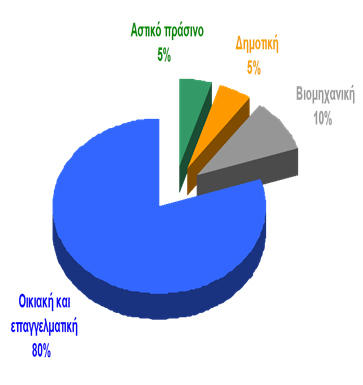 Αστικό πράσινο
5%
Δημοτική
5%
Βιομηχανική
10%
Οικιακή και
επαγγελματική
80%